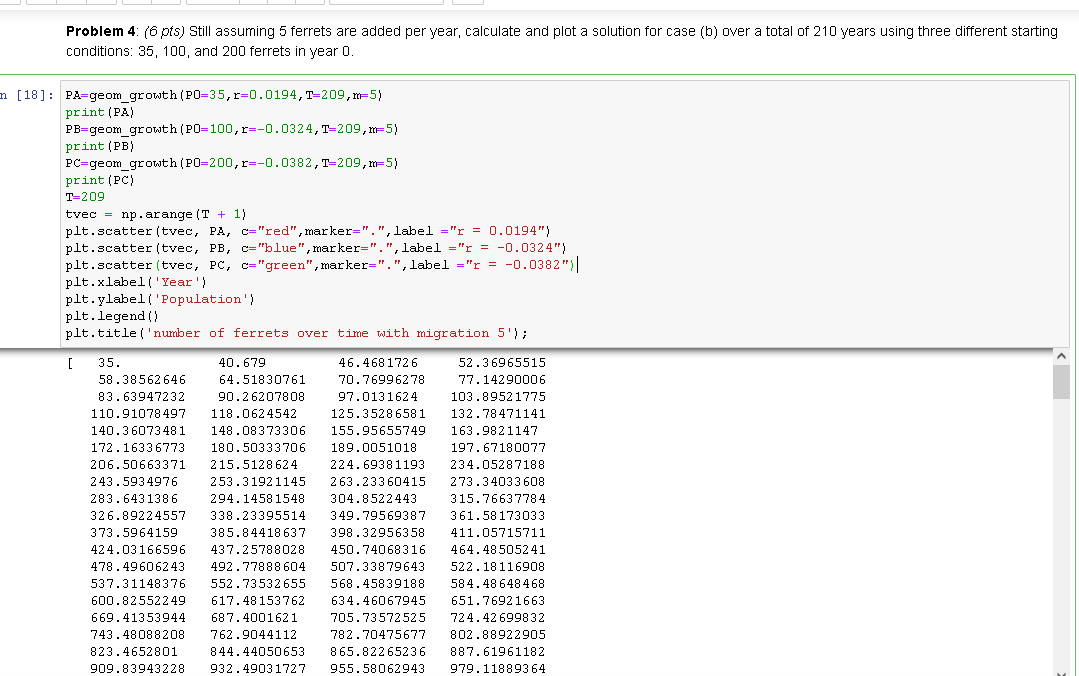 Problem 4: (6 pts) Still assuming 5 ferrets are added per year, calculate and plot a solution for case (b) over a total of 210 years using three different starting
conditions: 35, 100, and 200 ferrets in year 0.
n [18]: PA=geom_growth(P0=35,r=0.0194,T=209,m=5)
print(PA)
PB=geom_growth(P0=100,r=-0.0324,T=209,m=5)
print(PB)
PC=geom_growth(P0=200,r=-0.0382,T=209,m=5)
print(PC)
T=209
tvec = np.arange(T + 1)
plt.scatter(tvec, PA, c="red",marker=".",label ="r = 0.0194")
plt.scatter(tvec, PB, c="blue",marker=".",label ="r = -0.0324")
plt.scatter(tvec, PC, c="green",marker=".",label ="r = -0.0382")
plt.xlabel('Year')
plt.ylabel('Population')
plt.legend()
plt.title('number of ferrets over time with migration 5');
[ 35. 40.679 46.4681726 52.36965515
58.38562646 64.51830761 70.76996278 77.14290006
83.63947232 90.26207808 97.0131624 103.89521775
110.91078497 118.0624542 125.35286581 132.78471141
140.36073481 148.08373306 155.95655749 163.9821147
172.16336773 180.50333706 189.0051018 197.67180077
206.50663371 215.5128624 224.69381193 234.05287188
243.5934976 253.31921145 263.23360415 273.34033608
283.6431386 294.14581548 304.8522443 315.76637784
326.89224557 338.23395514 349.79569387 361.58173033
373.5964159 385.84418637 398.32956358 411.05715711
424.03166596 437.25788028 450.74068316 464.48505241
478.49606243 492.77888604 507.33879643 522.18116908
537.31148376 552.73532655 568.45839188 584.48648468
600.82552249 617.48153762 634.46067945 651.76921663
669.41353944 687.4001621 705.73572525 724.42699832
743.48088208 762.9044112 782.70475677 802.88922905
823.4652801 844.44050653 865.82265236 887.61961182
909.83943228 932.49031727 955.58062943 979.11889364